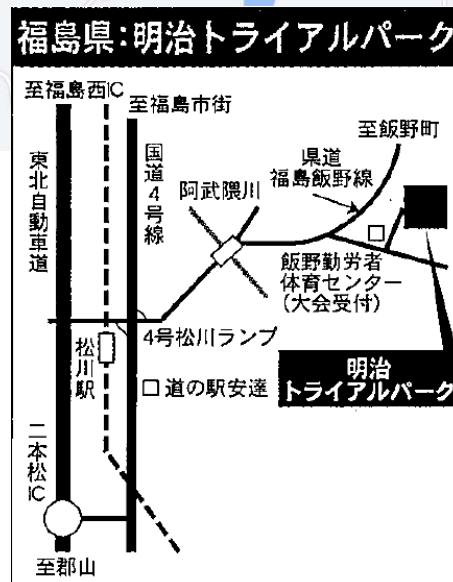 福島県：明治トライアルパーク
至福島西IC
至福島市街
至飯野町
県道
福島飯野線
阿武隈川
国道4号線
東北自動車道
飯野勤労者
体育センター
（大会受付）
4号松川ランプ
松川駅
道の駅安達
明治
トライアルパーク
二本松IC
至郡山